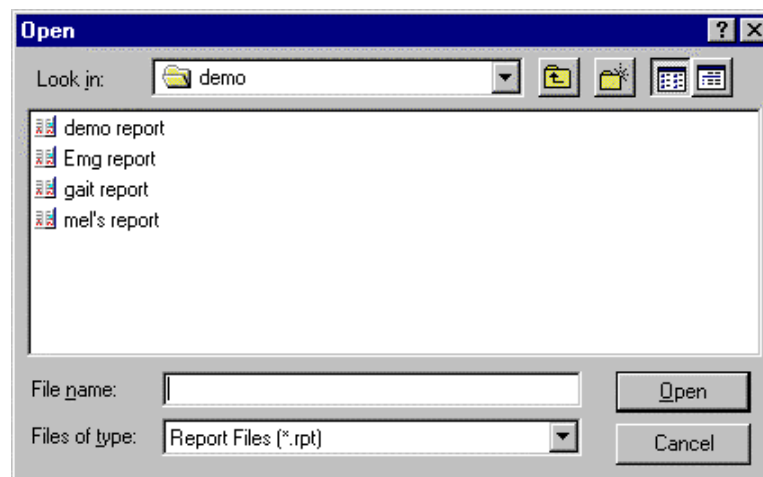 Open
Look in: demo
demo report
Emg report
gait report
mel's report
File name: Open
Files of type: Report Files (*.rpt) Cancel